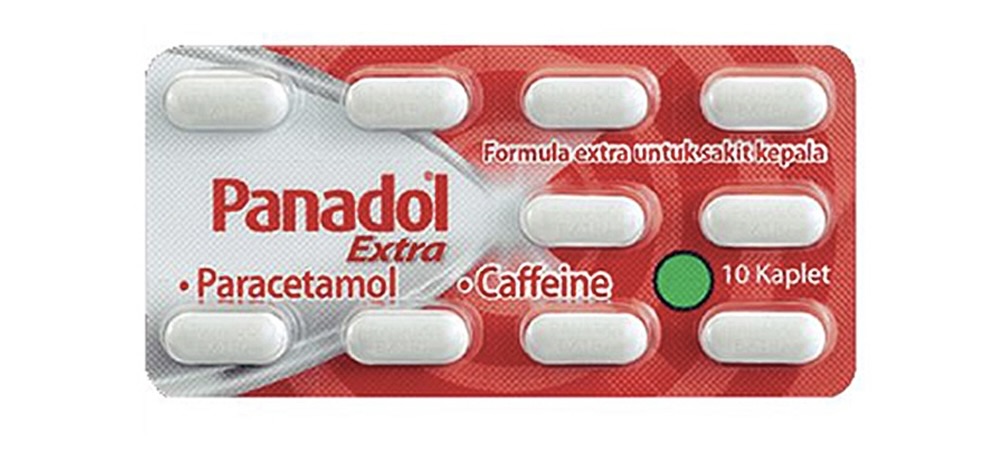 Formula extra untuk sakit kepala
Panadol
Extra
• Paracetamol • Caffeine
10 Kaplet